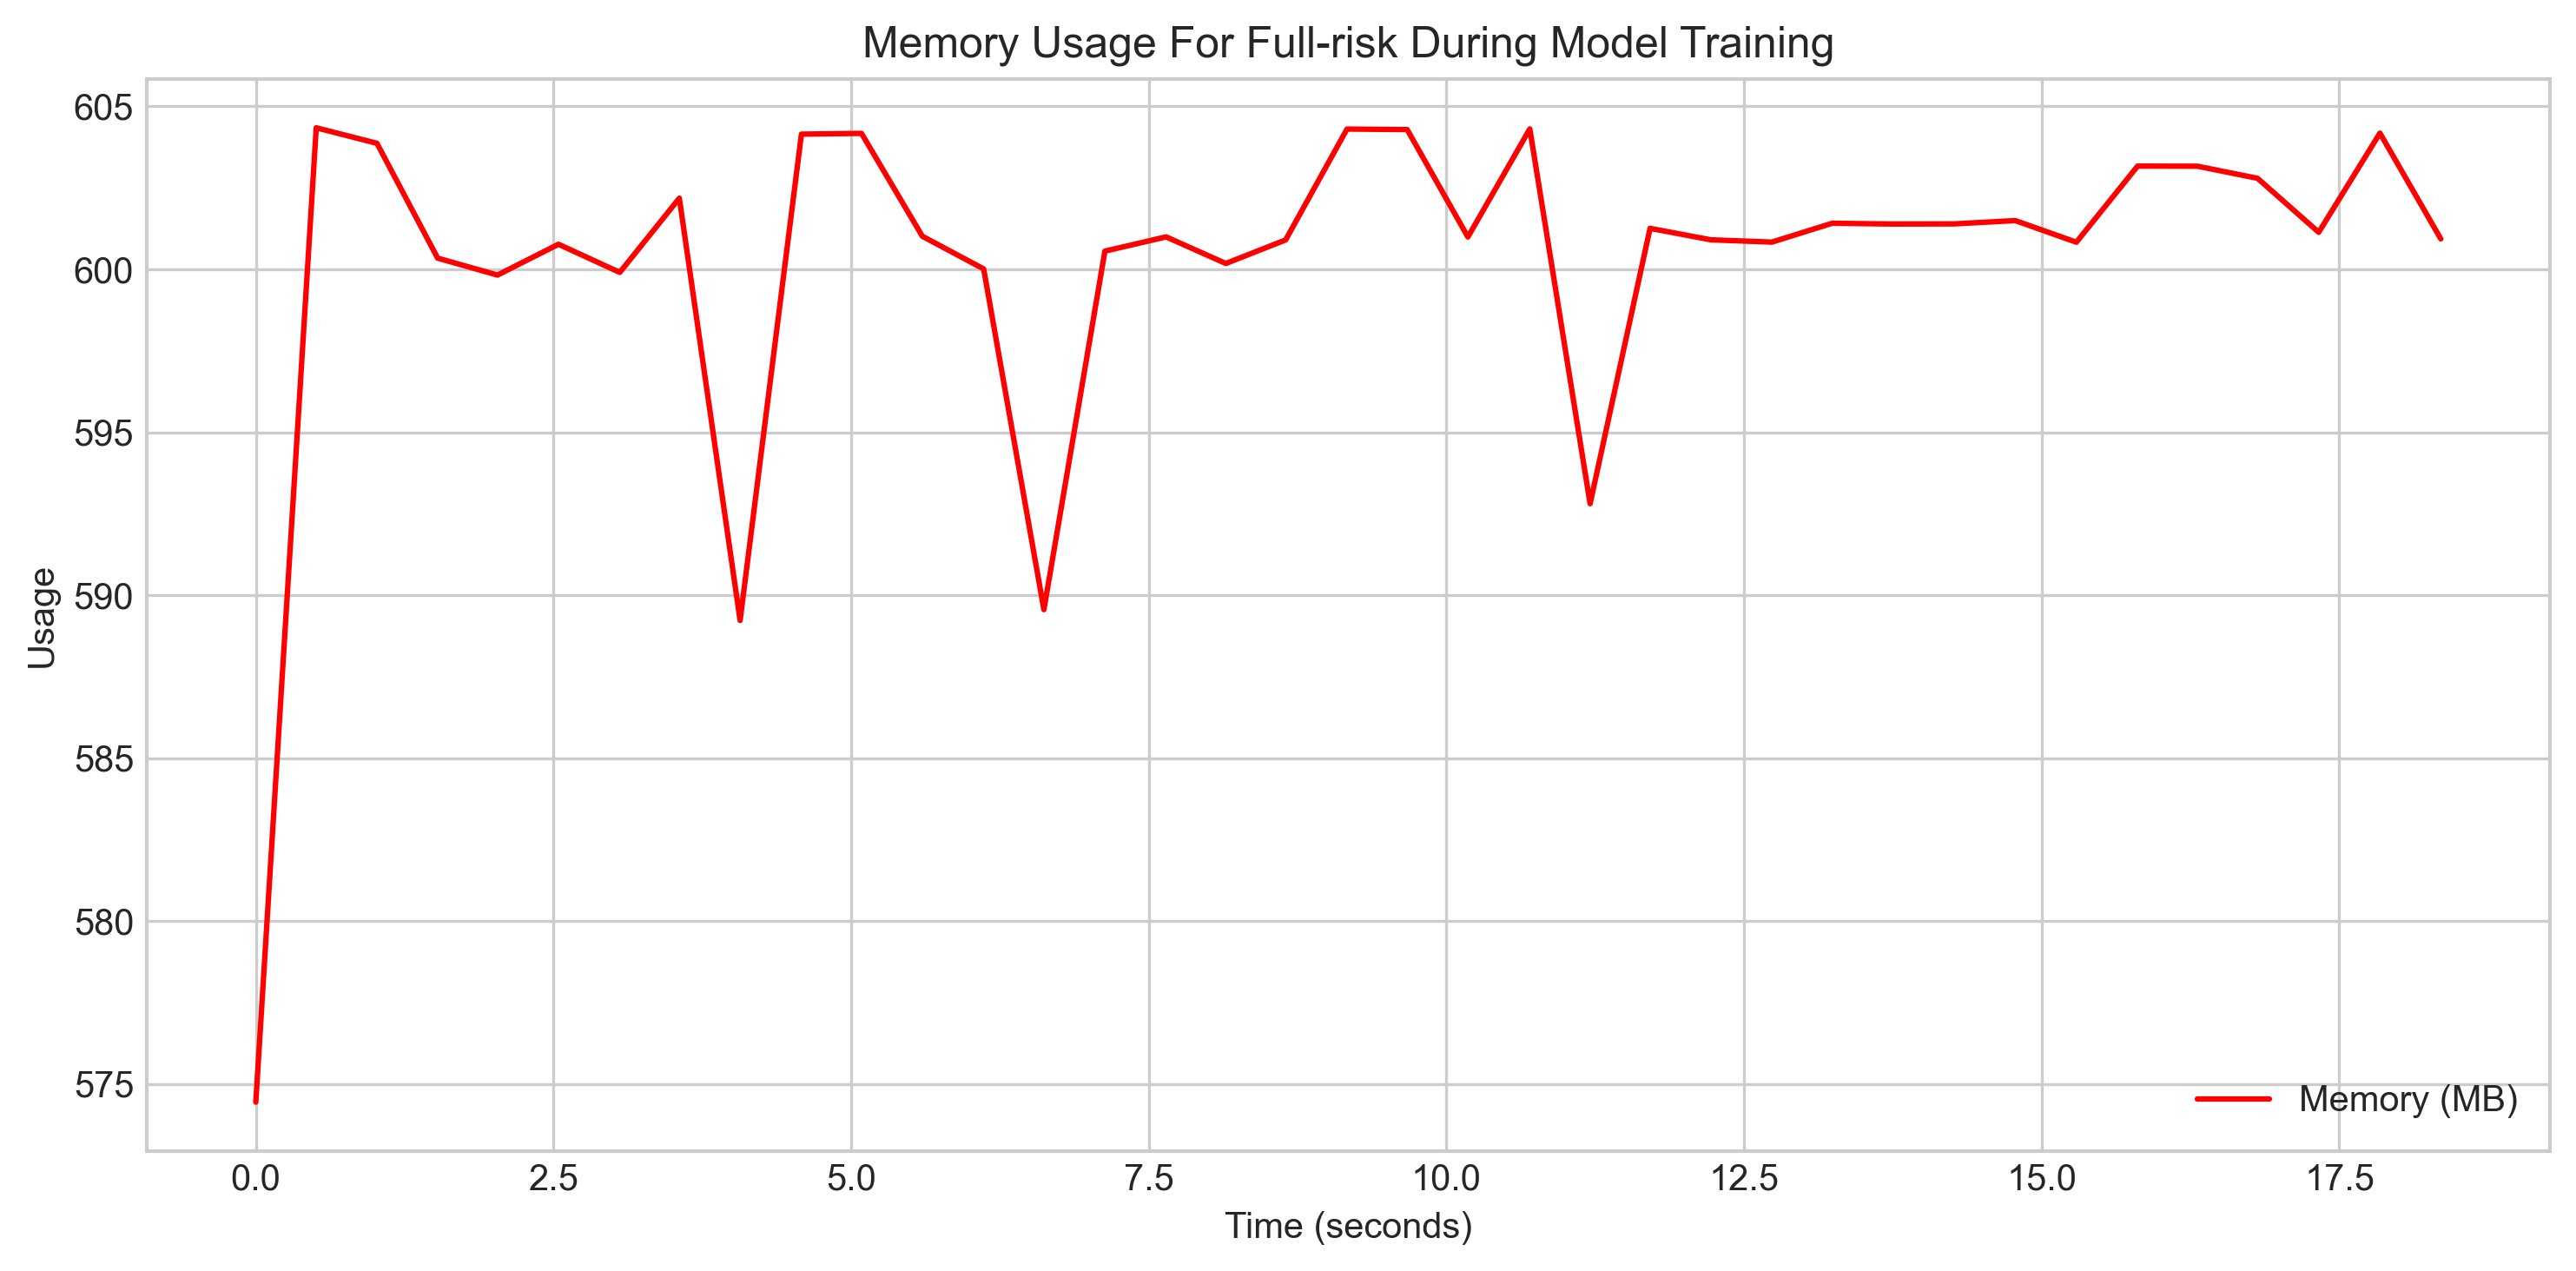 Memory Usage For Full-risk During Model Training
605
600
595
590
585
580
575
Usage
Memory (MB)
0.0 2.5 5.0 7.5 10.0 12.5 15.0 17.5
Time (seconds)